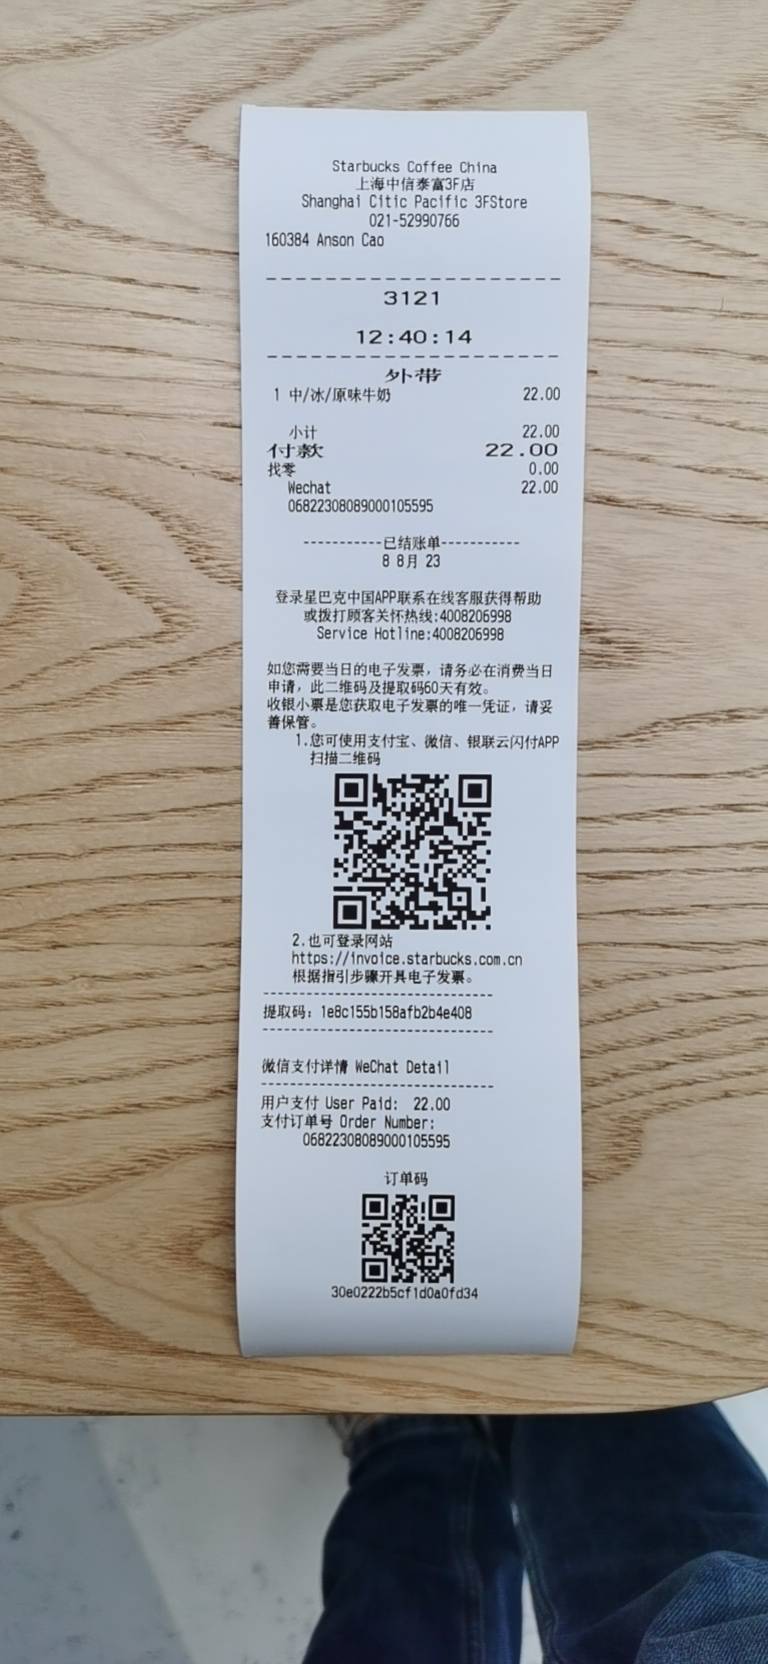 Starbucks Coffee China
上海中信泰富3F店
Shanghai Citic Pacific 3FStore
021-52990766
160384 Anson Cao
3121
12:40:14
外带
1 中/冰/原味牛奶 22.00
小计 22.00
付款 22.00
找零 0.00
Wechat 22.00
06822308089000105595
-----------已结账单-----------
8 8月 23
登录星巴克中国APP联系在线客服获得帮助
或拨打顾客关怀热线:4008206998
Service Hotline:4008206998
如您需要当日的电子发票，请务必在消费当日
申请，此二维码及提取码60天有效。
收银小票是您获取电子发票的唯一凭证，请妥
善保管。
1.您可使用支付宝、微信、银联云闪付APP
扫描二维码
2.也可登录网站
https://invoice.starbucks.com.cn
根据指引步骤开具电子发票。
提取码：1e8c155b158afb2b4e408
微信支付详情 WeChat Detail
用户支付 User Paid: 22.00
支付订单号 Order Number:
06822308089000105595
订单码
30e0222b5cf1d0a0fd34